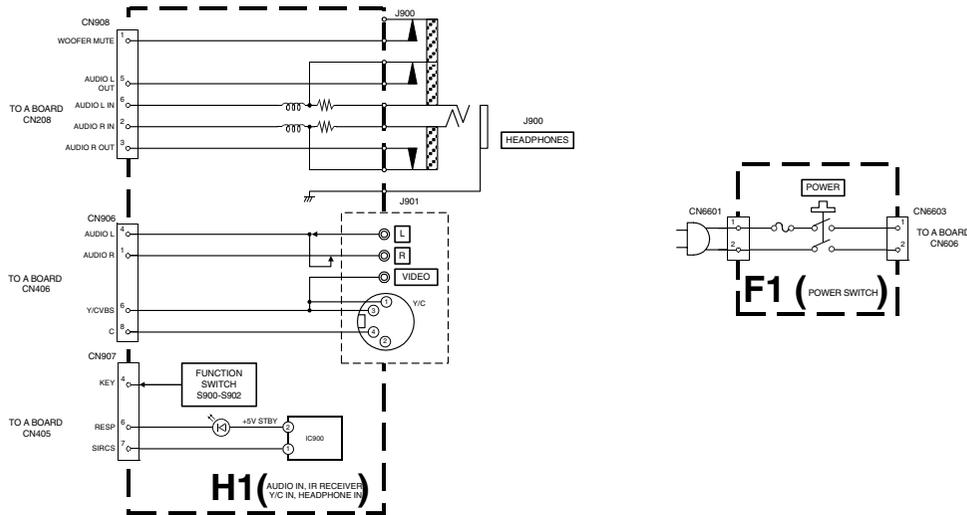 CN908
J900
1
WOOFER MUTE
5
AUDIO L
OUT
6
AUDIO L IN
TO A BOARD
CN208
2
AUDIO R IN
3
AUDIO R OUT
J900
HEADPHONES
J901
CN906
4
AUDIO L
L
1
AUDIO R
R
VIDEO
TO A BOARD
CN406
6
Y/CVBS
1
3
Y/C
8
C
4
2
CN907
4
KEY
FUNCTION
SWITCH
S900-S902
TO A BOARD
CN405
6
RESP
+5V STBY
2
IC900
7
SIRCS
1
H1 ( AUDIO IN, IR RECEIVER
Y/C IN, HEADPHONE IN )
POWER
CN6601
CN6603
1
1
TO A BOARD
CN606
2
2
F1 ( POWER SWITCH )